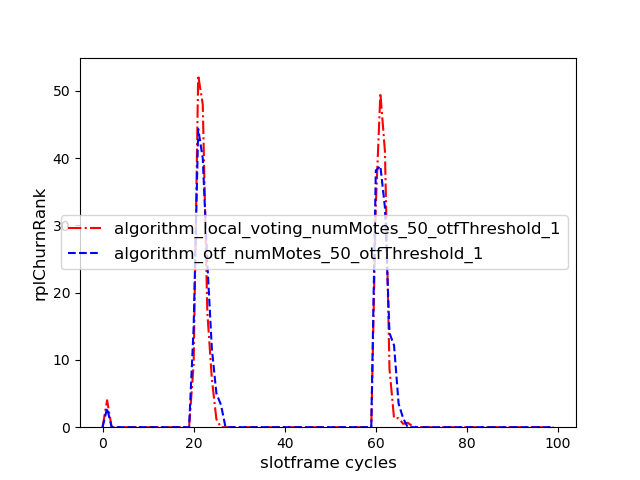 50
40
30
20
10
0
rplChurnRank
algorithm_local_voting_numMotes_50_otfThreshold_1
algorithm_otf_numMotes_50_otfThreshold_1
0 20 40 60 80 100
slotframe cycles